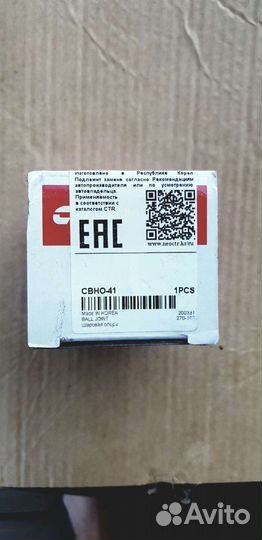 Изготовлено в Республике Корея
Подлежит замене согласно Рекомендациям
автопроизводителя или по усмотрению
автовладельца.
Применяемость
в соответствии с
каталогом CTR
EAC
www.neoctr.kz/ru
CBHO-41 1PCS
Made IN KOREA
BALL JOINT
Шаровая опора
Avito